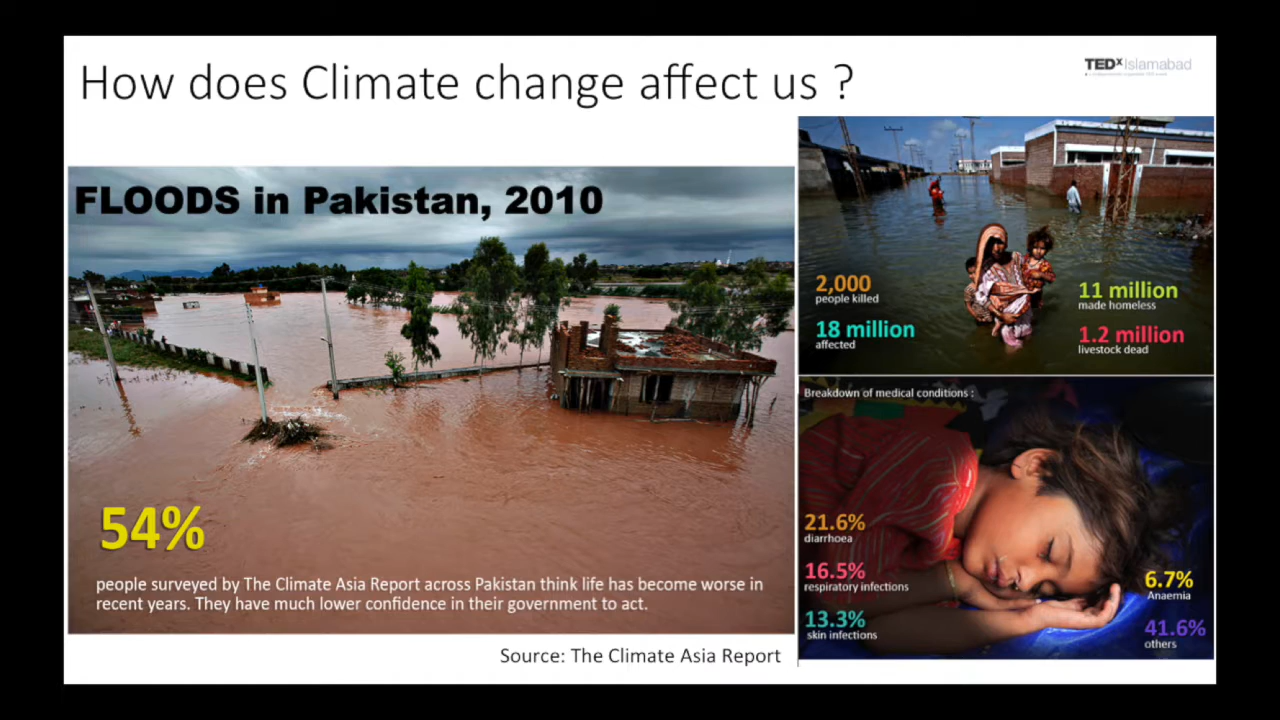 How does Climate change affect us ?
TEDx Islamabad
FLOODS in Pakistan, 2010
54%
people surveyed by The Climate Asia Report across Pakistan think life has become worse in
recent years. They have much lower confidence in their government to act.
Source: The Climate Asia Report
2,000
people killed
18 million
affected
11 million
made homeless
1.2 million
livestock dead
Breakdown of medical conditions :
21.6%
diarrhoea
16.5%
respiratory infections
13.3%
skin infections
6.7%
Anaemia
41.6%
others